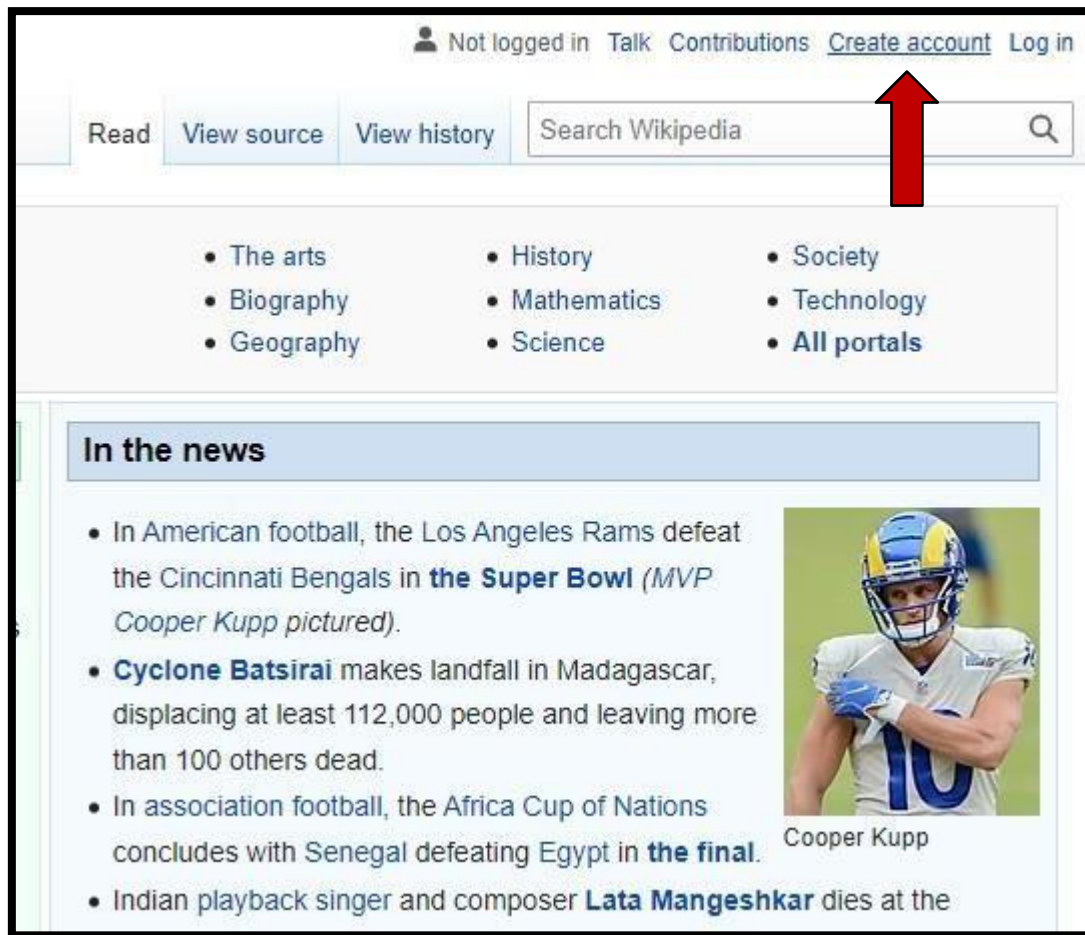 Not logged in Talk Contributions Create account Log in
Read View source View history Search Wikipedia
• The arts
• Biography
• Geography
• History
• Mathematics
• Science
• Society
• Technology
• All portals
In the news
• In American football, the Los Angeles Rams defeat
the Cincinnati Bengals in the Super Bowl (MVP
Cooper Kupp pictured).
• Cyclone Batsirai makes landfall in Madagascar,
displacing at least 112,000 people and leaving more
than 100 others dead.
• In association football, the Africa Cup of Nations
concludes with Senegal defeating Egypt in the final.
• Indian playback singer and composer Lata Mangeshkar dies at the
10
Cooper Kupp